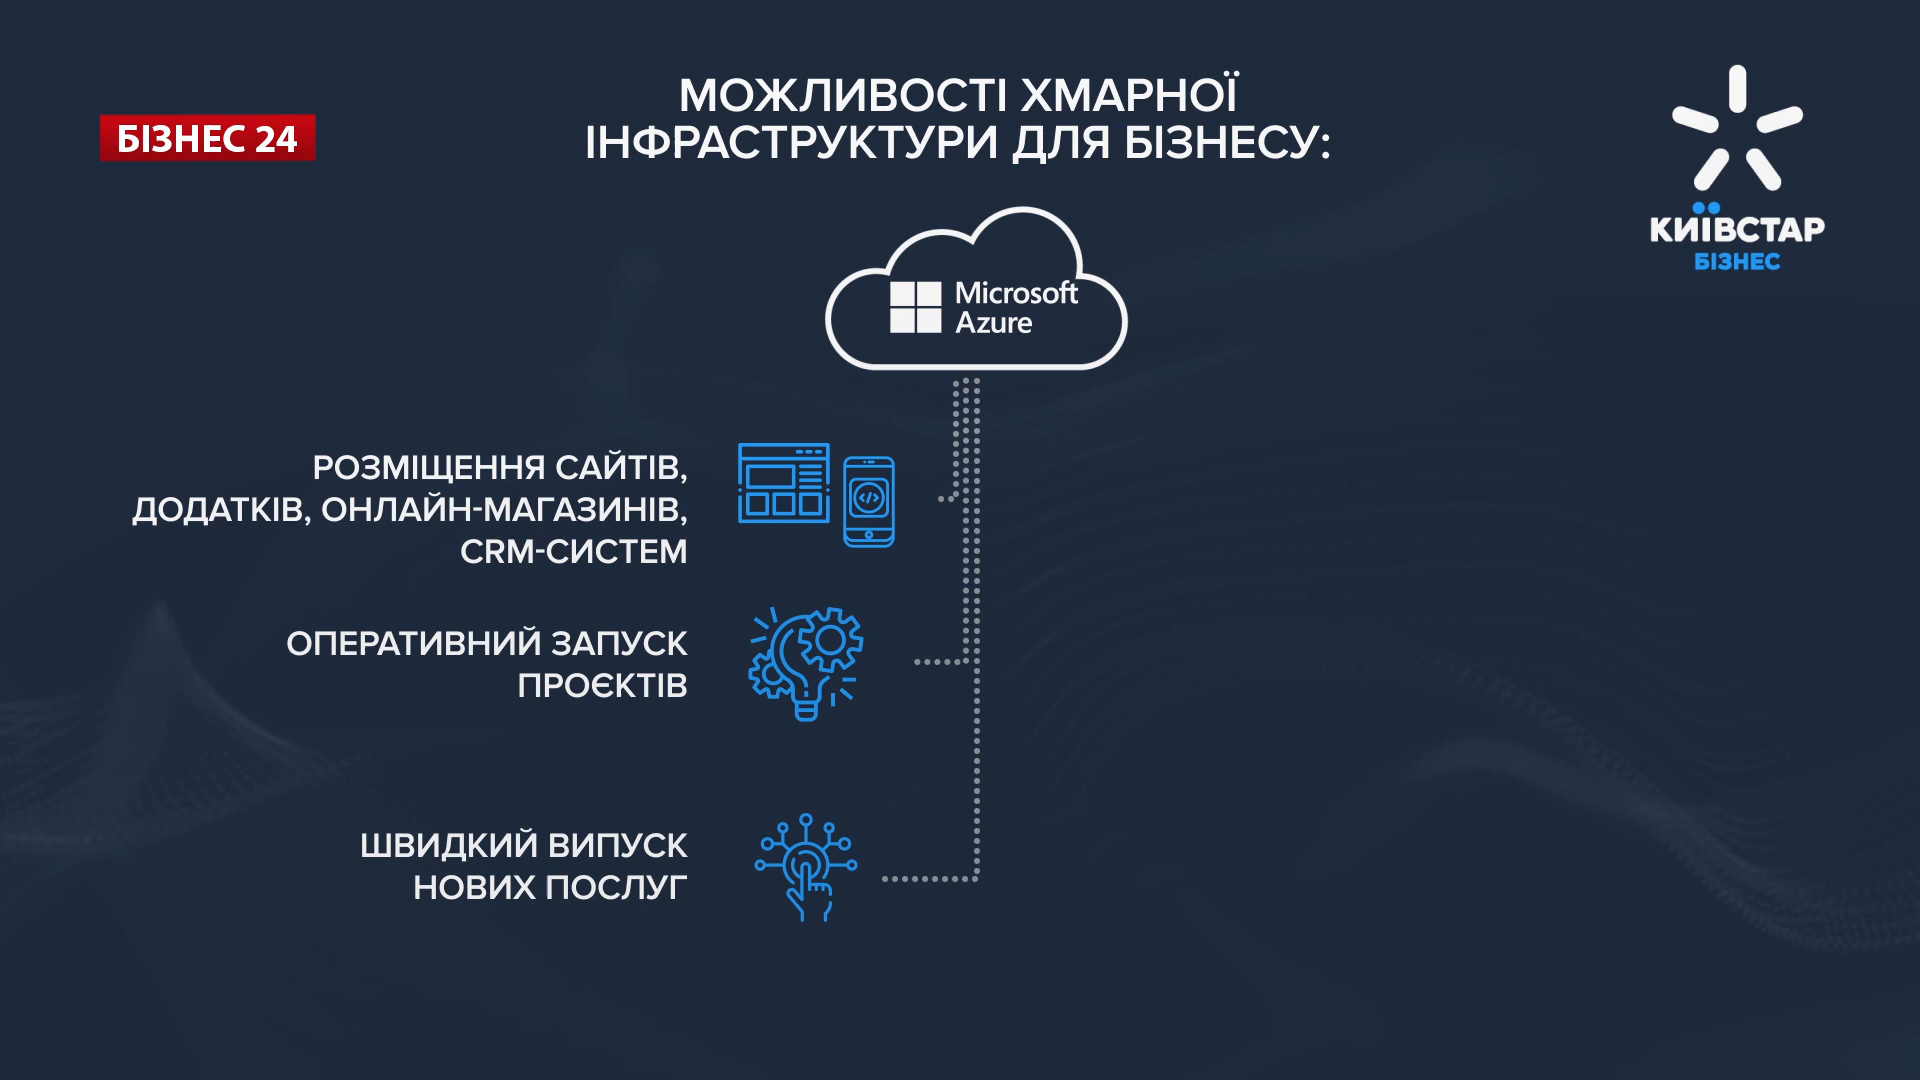 МОЖЛИВОСТІ ХМАРНОЇ
ІНФРАСТРУКТУРИ ДЛЯ БІЗНЕСУ:
БІЗНЕС 24
КИЇВСТАР
БІЗНЕС
Microsoft
Azure
РОЗМІЩЕННЯ САЙТІВ,
ДОДАТКІВ, ОНЛАЙН-МАГАЗИНІВ,
CRM-СИСТЕМ
ОПЕРАТИВНИЙ ЗАПУСК
ПРОЄКТІВ
ШВИДКИЙ ВИПУСК
НОВИХ ПОСЛУГ